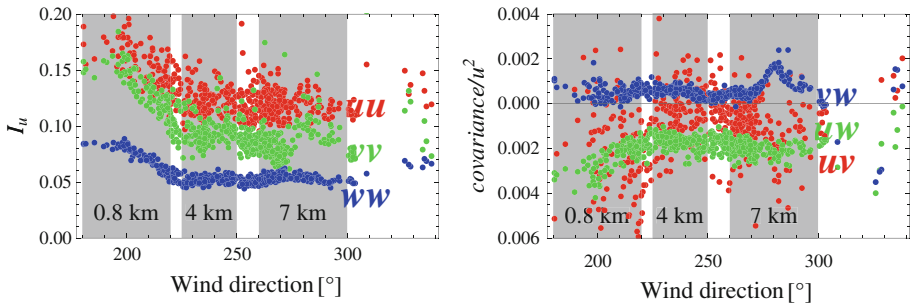 0.20
0.15
0.10
0.05
0.00
I_u
uu
vv
ww
0.8 km
4 km
7 km
200
250
300
Wind direction [°]
0.004
0.002
0.000
0.002
0.004
0.006
covariance/u²
vw
uw
uv
0.8 km
4 km
7 km
200
250
300
Wind direction [°]